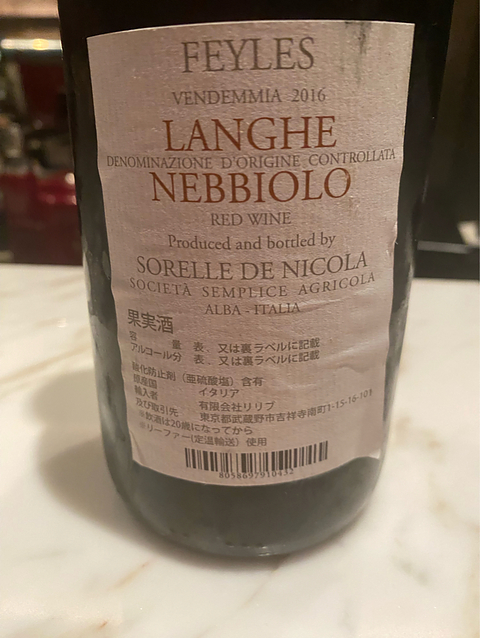 FEYLES
VENDEMMIA 2016
LANGHE
DENOMINAZIONE D'ORIGINE CONTROLLATA
NEBBIOLO
RED WINE
Produced and bottled by
SORELLE DE NICOLA
SOCIETÀ SEMPLICE AGRICOLA
ALBA - ITALIA
果実酒
容 量 表、又は裏ラベルに記載
アルコール分 表、又は裏ラベルに記載
酸化防止剤（亜硫酸塩）含有
原産国 イタリア
輸入者 有限会社リリブ
及び取引先 東京都武蔵野市吉祥寺南町1-15-16-101
※飲酒は20歳になってから
※リーファー(定温輸送）使用
8058697910432